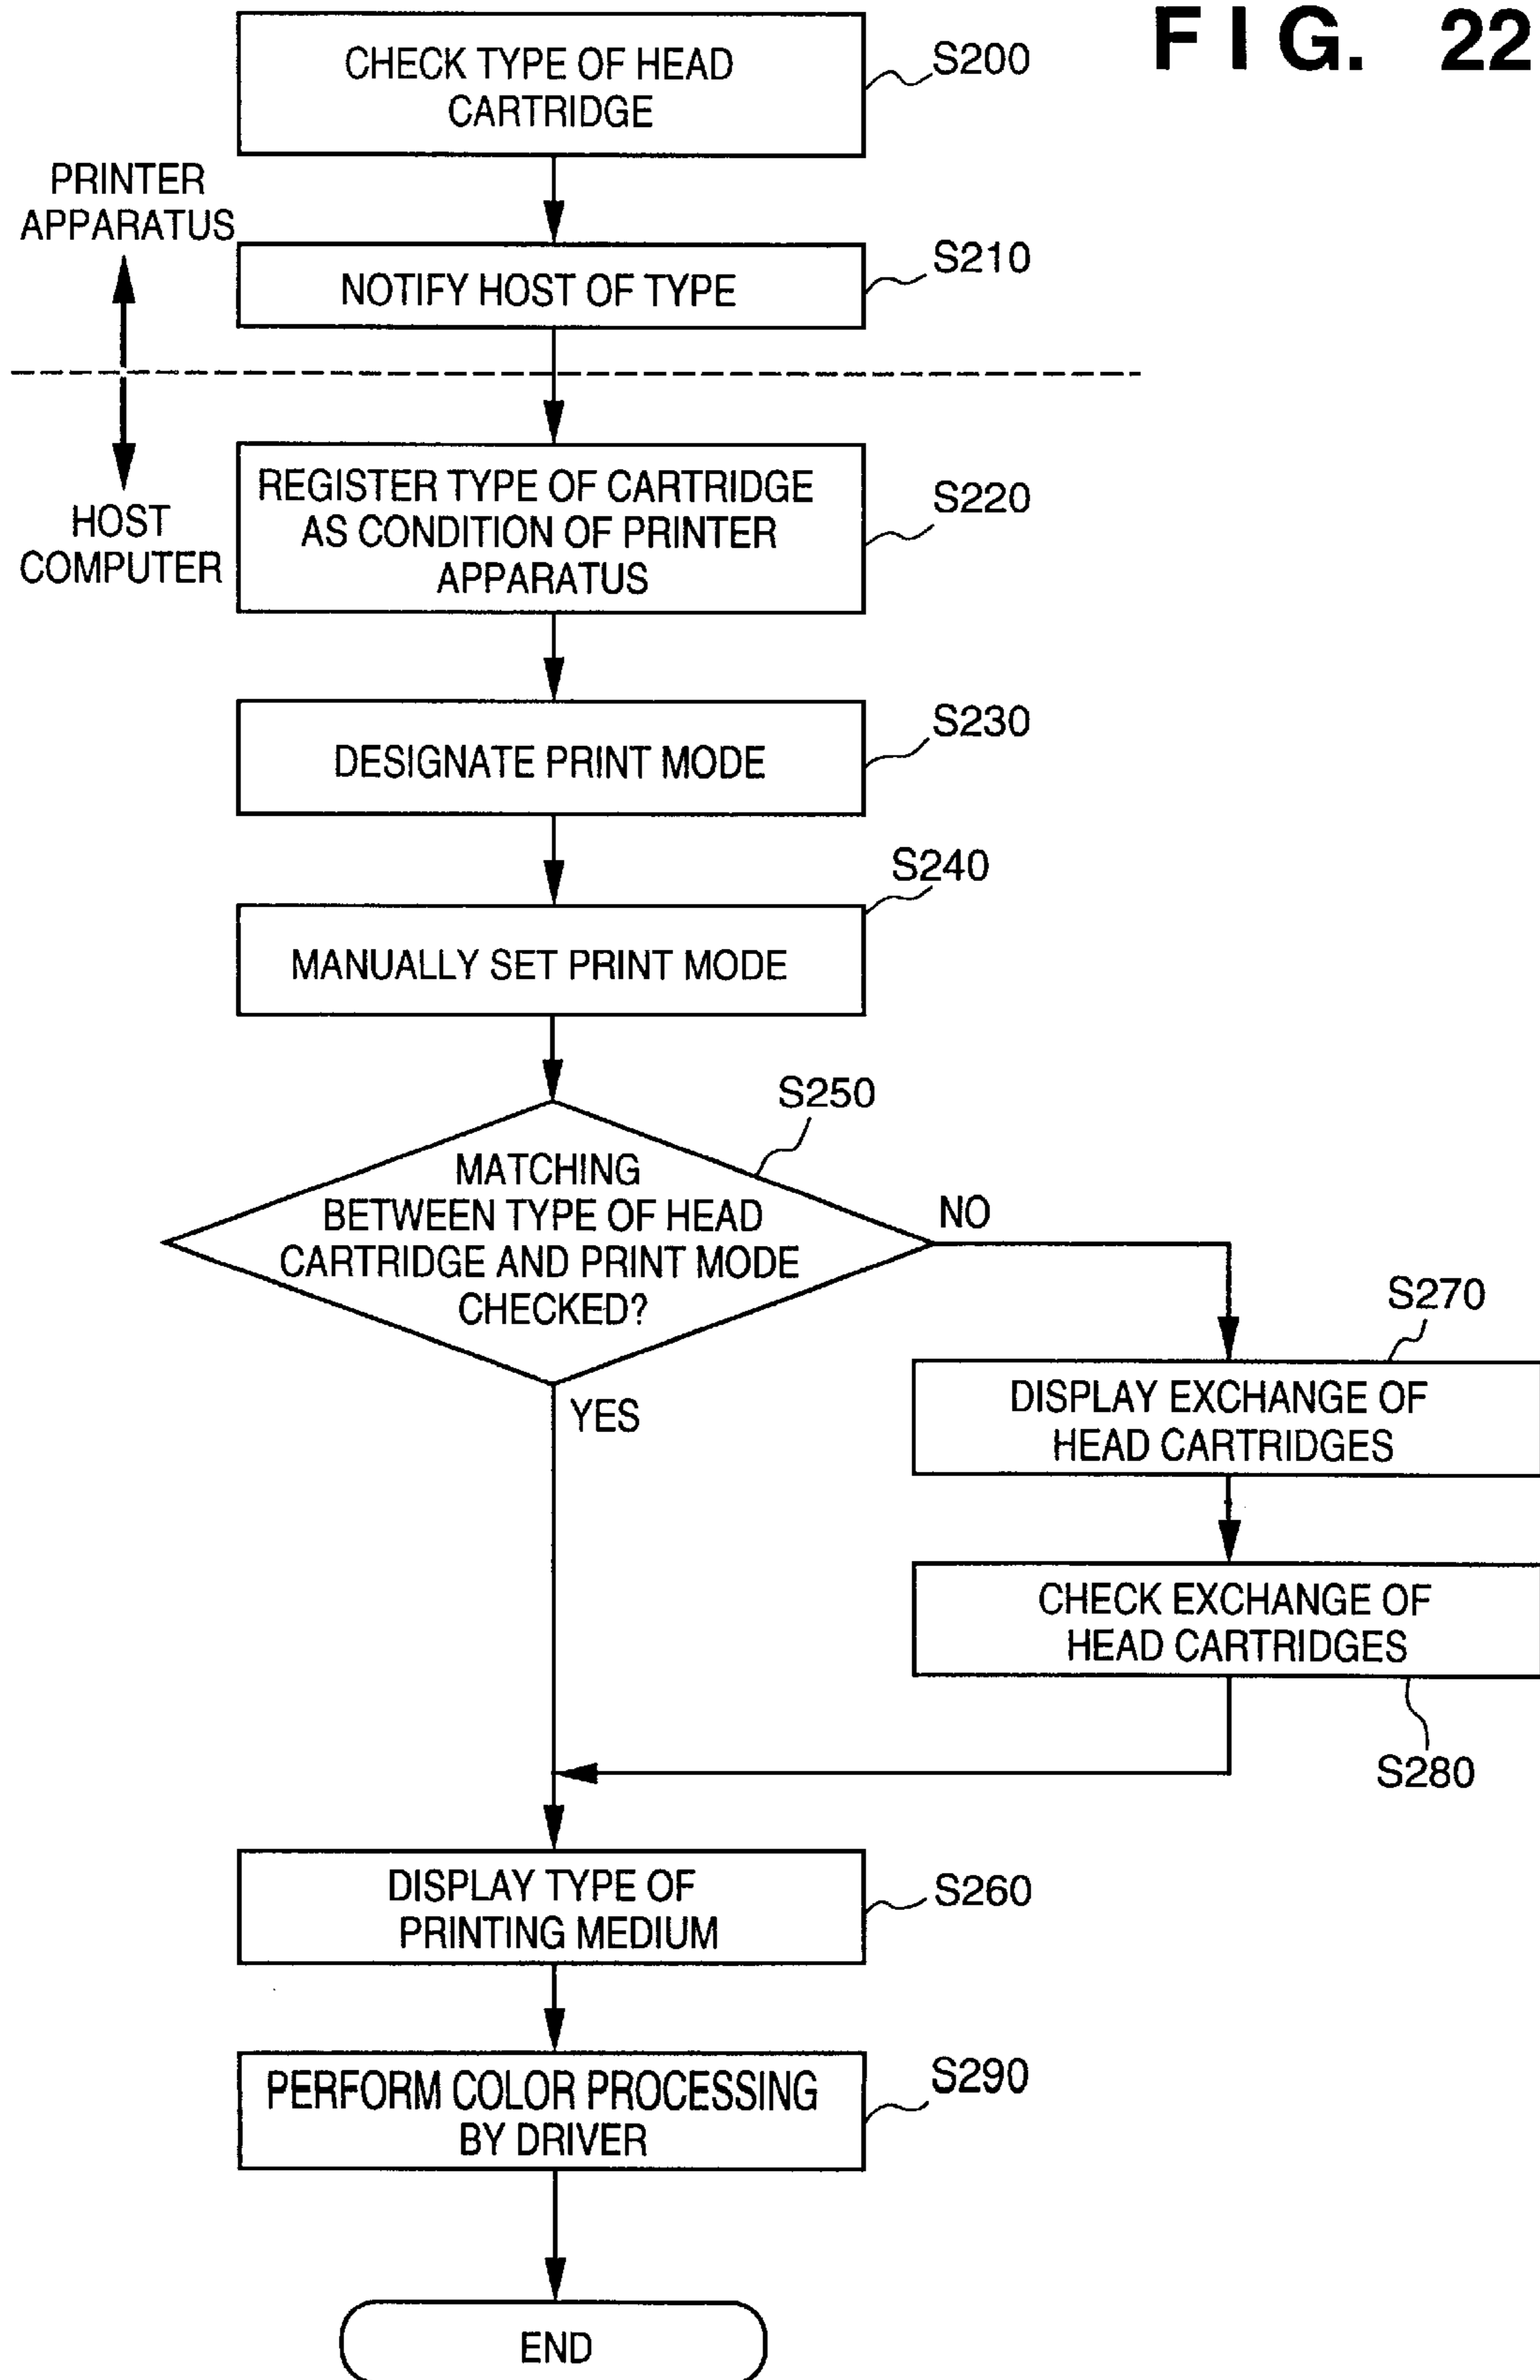 FIG. 22
CHECK TYPE OF HEAD
CARTRIDGE
S200
PRINTER
APPARATUS
NOTIFY HOST OF TYPE
S210
HOST
COMPUTER
REGISTER TYPE OF CARTRIDGE
AS CONDITION OF PRINTER
APPARATUS
S220
DESIGNATE PRINT MODE
S230
MANUALLY SET PRINT MODE
S240
MATCHING
BETWEEN TYPE OF HEAD
CARTRIDGE AND PRINT MODE
CHECKED?
S250
NO
YES
DISPLAY EXCHANGE OF
HEAD CARTRIDGES
S270
CHECK EXCHANGE OF
HEAD CARTRIDGES
S280
DISPLAY TYPE OF
PRINTING MEDIUM
S260
PERFORM COLOR PROCESSING
BY DRIVER
S290
END